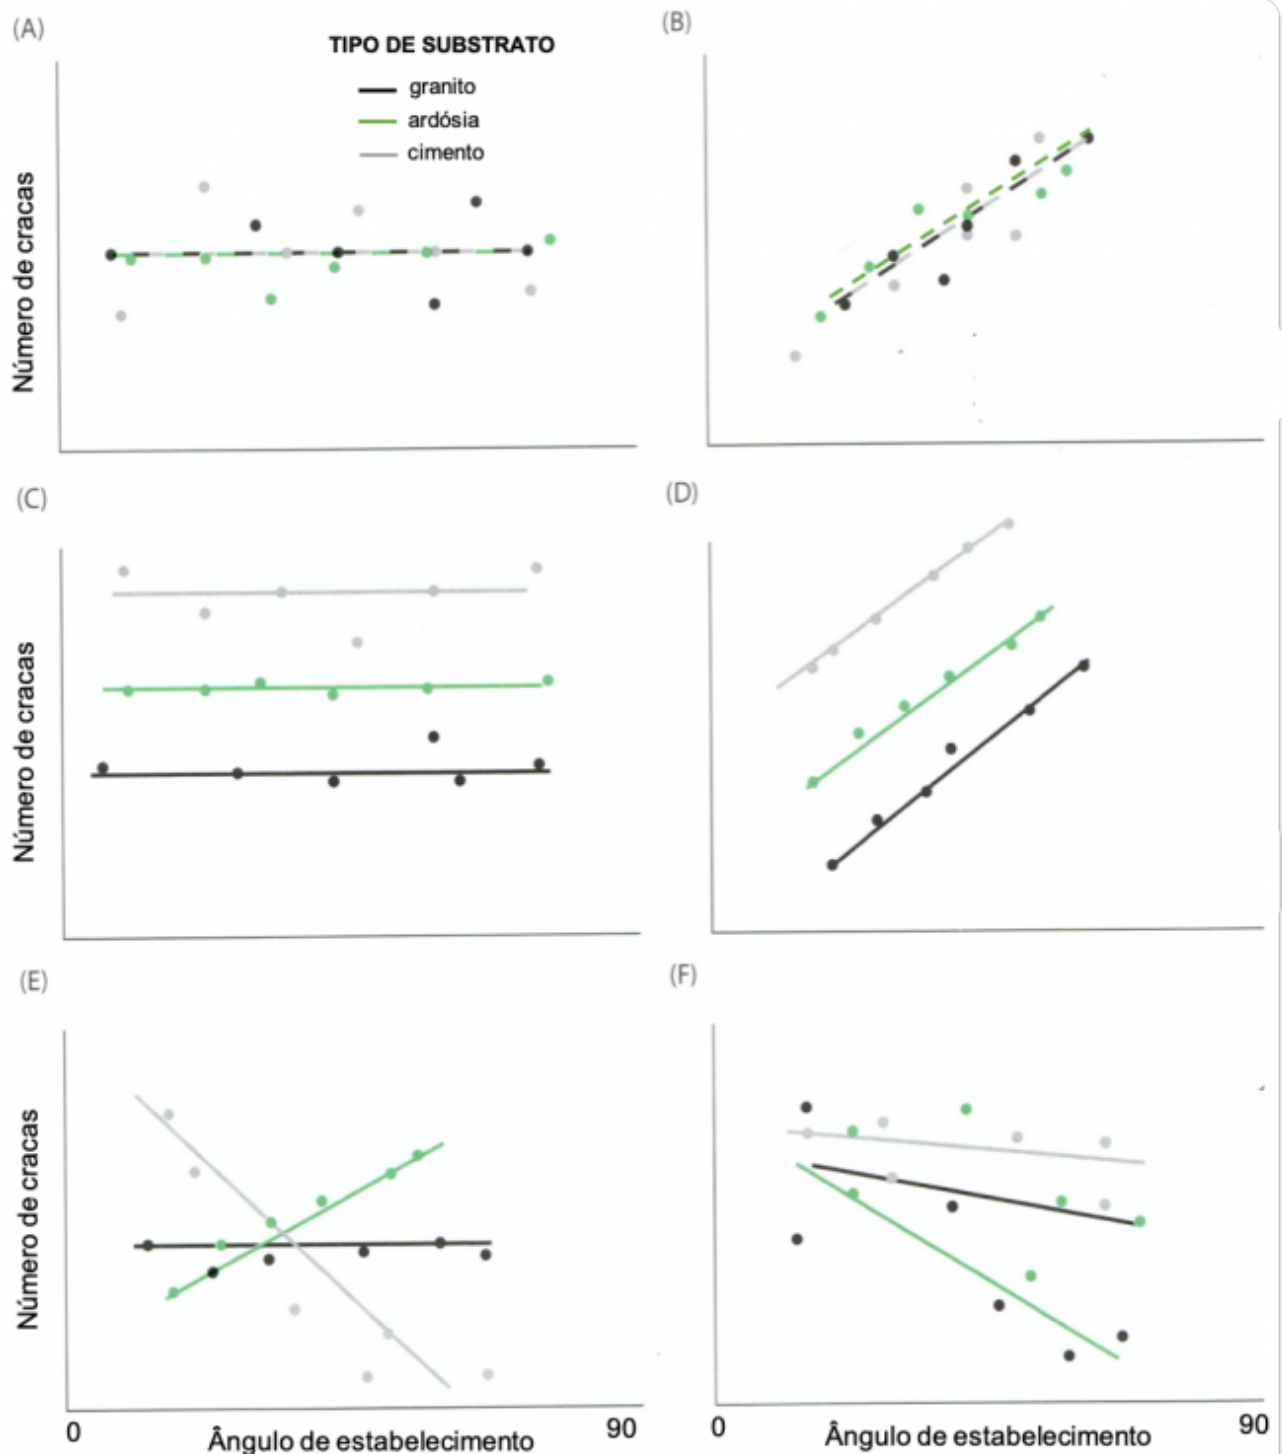 (A)
TIPO DE SUBSTRATO
granito
ardósia
cimento
Número de cracas
(B)
(C)
Número de cracas
(D)
(E)
Número de cracas
0
Ângulo de estabelecimento
90
(F)
0
Ângulo de estabelecimento
90